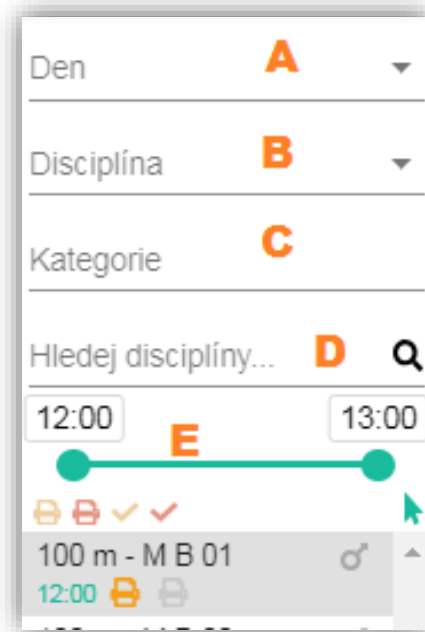 Den A
Disciplína B
Kategorie C
Hledej disciplíny... D
12:00 13:00
E
100 m - M B 01
12:00